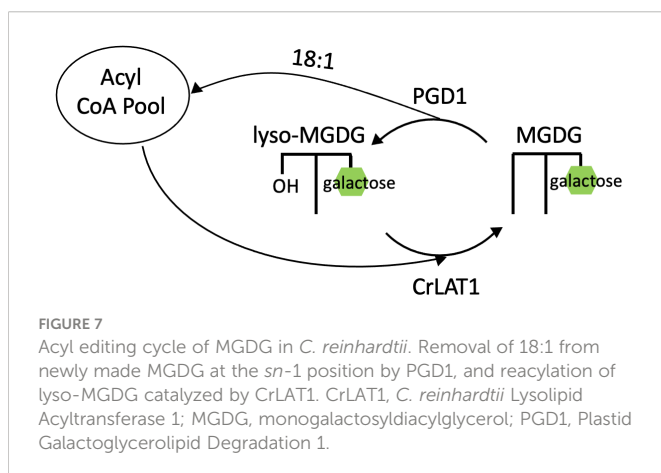 18:1
Acyl
CoA Pool
PGD1
lyso-MGDG
MGDG
OH
galactose
galactose
CrLAT1
FIGURE 7
Acyl editing cycle of MGDG in C. reinhardtii. Removal of 18:1 from
newly made MGDG at the sn-1 position by PGD1, and reacylation of
lyso-MGDG catalyzed by CrLAT1. CrLAT1, C. reinhardtii Lysolipid
Acyltransferase 1; MGDG, monogalactosyldiacylglycerol; PGD1, Plastid
Galactoglycerolipid Degradation 1.